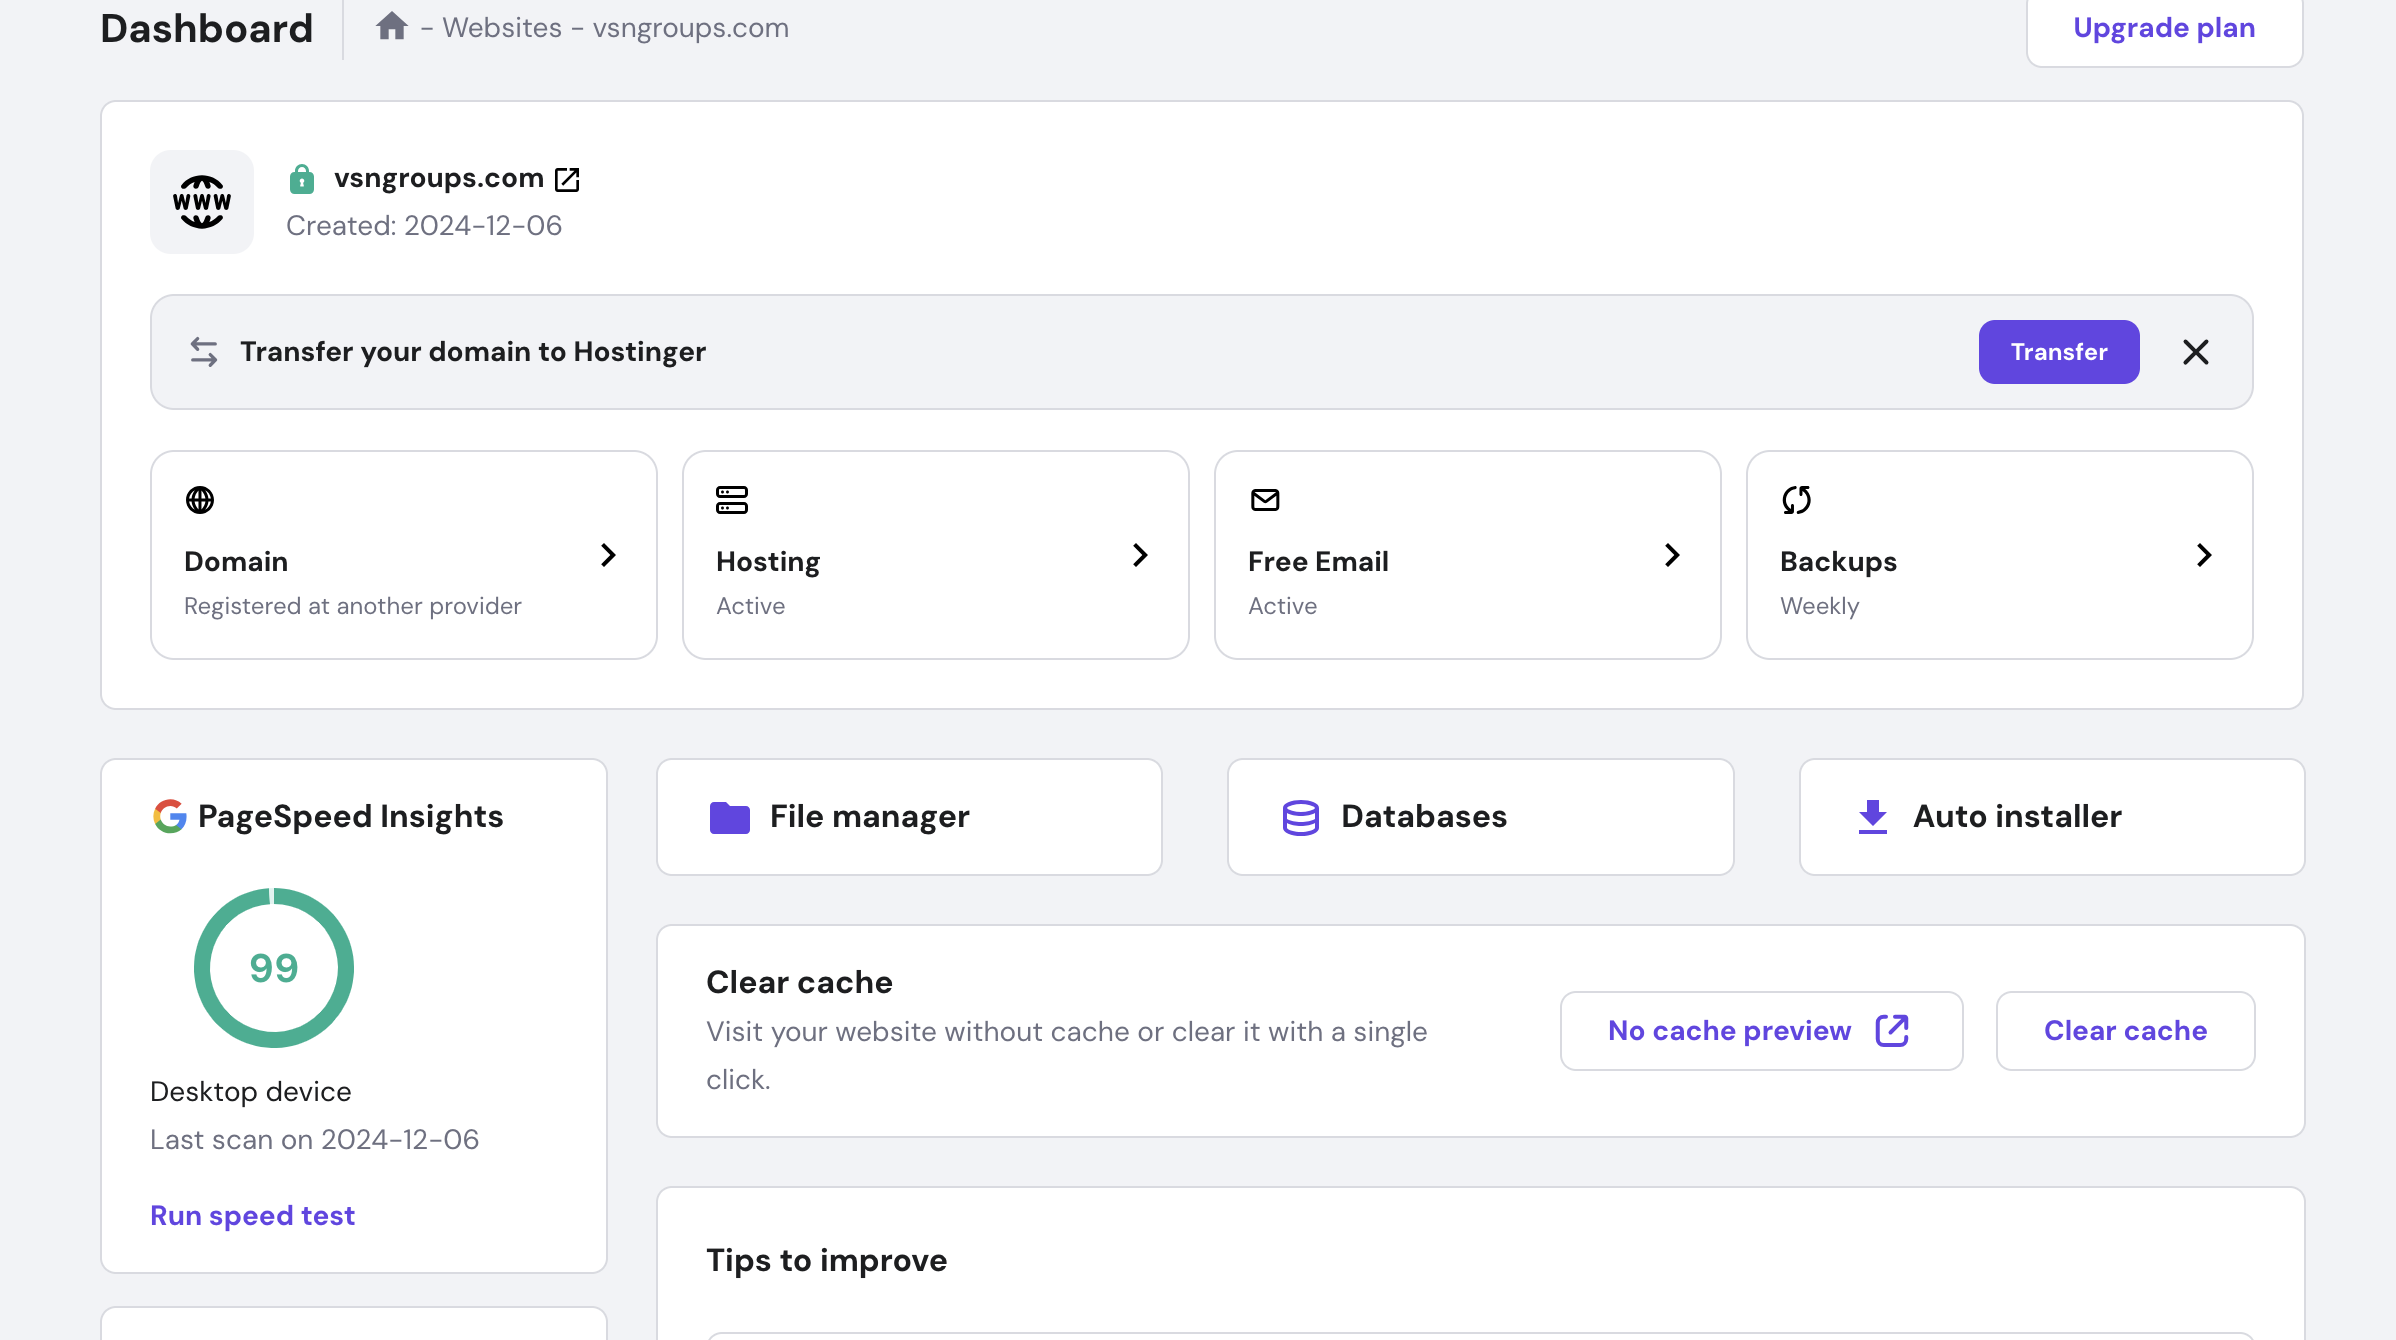 Dashboard
– Websites – vsngroups.com
Upgrade plan
www
vsngroups.com
Created: 2024-12-06
Transfer your domain to Hostinger
Transfer
Domain
Registered at another provider
Hosting
Active
Free Email
Active
Backups
Weekly
PageSpeed Insights
99
Desktop device
Last scan on 2024-12-06
Run speed test
File manager
Databases
Auto installer
Clear cache
Visit your website without cache or clear it with a single
click.
No cache preview
Clear cache
Tips to improve